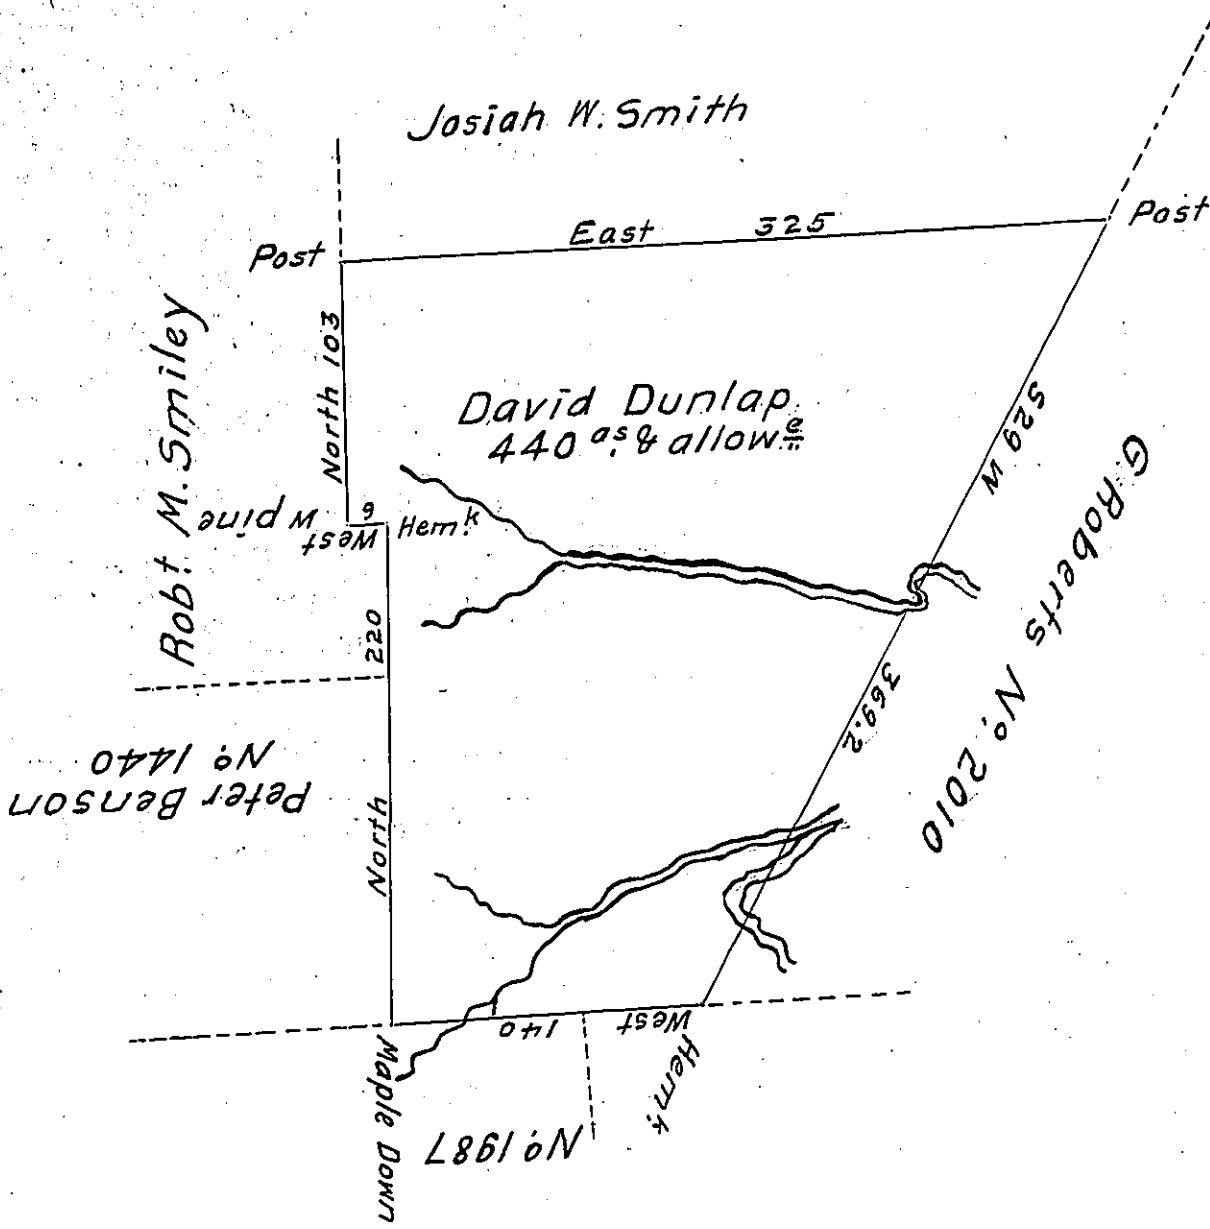 Josiah W. Smith
East 325
Post
Post
North 103
Robt. M. Smiley
David Dunlap
440 as. & allowe
S29W
W pine
West 6
Hemk.
G. Roberts No. 2010
220
369.2
Peter Benson
No. 1440
North
West 140
Hemk.
Maple Down
No. 1987